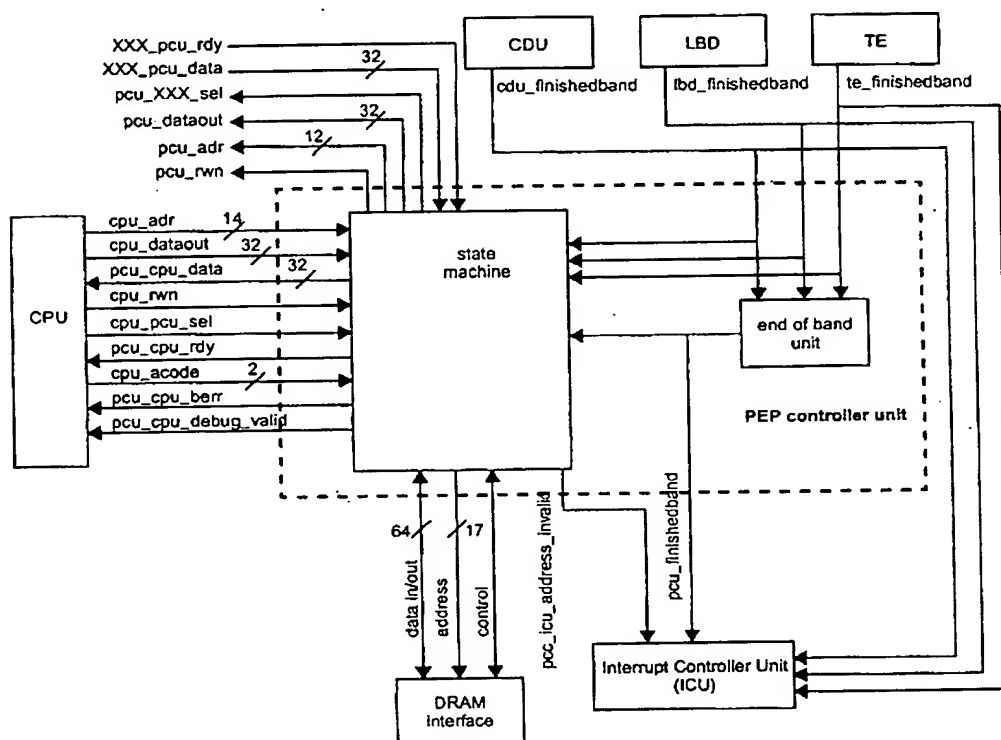 XXX_pcu_rdy
XXX_pcu_data
32
pcu_XXX_sel
pcu_dataout
32
pcu_adr
12
pcu_rwn
CDU
LBD
TE
cdu_finishedband
lbd_finishedband
te_finishedband
CPU
cpu_adr
14
cpu_dataout
32
pcu_cpu_data
32
cpu_rwn
cpu_pcu_sel
pcu_cpu_rdy
cpu_acode
2
pcu_cpu_berr
pcu_cpu_debug_valid
state
machine
end of band
unit
PEP controller unit
64
17
data in/out
address
control
pcc_icu_address_invalid
pcu_finishedband
DRAM
Interface
Interrupt Controller Unit
(ICU)